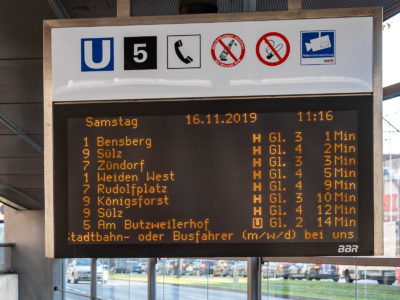 U 5
Samstag 16.11.2019 11:16
1 Bensberg H Gl. 3 1 Min
9 Sülz H Gl. 4 2 Min
7 Zündorf H Gl. 3 3 Min
1 Weiden West H Gl. 4 5 Min
7 Rudolfplatz H Gl. 4 9 Min
9 Königsforst H Gl. 3 10 Min
9 Sülz H Gl. 4 12 Min
5 Am Butzweilerhof U Gl. 2 14 Min
Stadtbahn- oder Busfahrer (m/w/d) bei uns
BBR